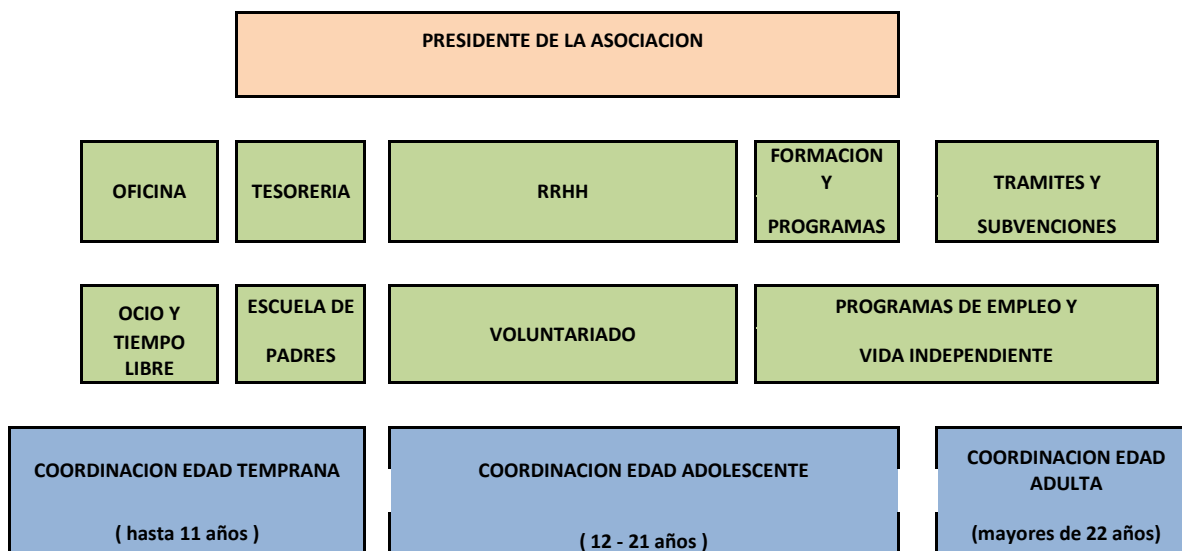 PRESIDENTE DE LA ASOCIACION
OFICINA
TESORERIA
RRHH
FORMACION
Y
PROGRAMAS
TRAMITES Y
SUBVENCIONES
OCIO Y
TIEMPO
LIBRE
ESCUELA DE
PADRES
VOLUNTARIADO
PROGRAMAS DE EMPLEO Y
VIDA INDEPENDIENTE
COORDINACION EDAD TEMPRANA
( hasta 11 años )
COORDINACION EDAD ADOLESCENTE
( 12 - 21 años )
COORDINACION EDAD
ADULTA
(mayores de 22 años)